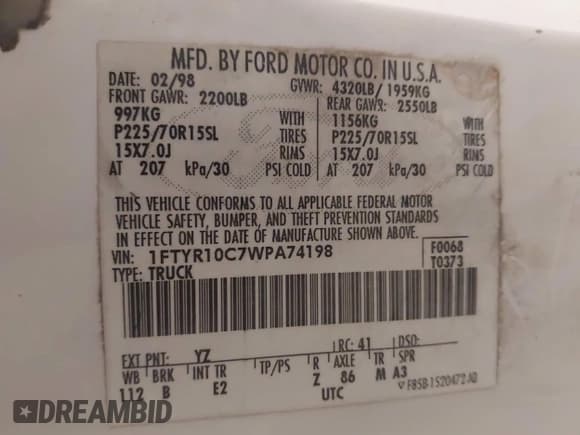 MFD. BY FORD MOTOR CO. IN U.S.A.
DATE: 02/98 GVWR: 4320LB/1959KG
FRONT GAWR: 2200LB REAR GAWR: 2550LB
997KG WITH 1156KG WITH
P225/70R15SL TIRES P225/70R15SL TIRES
15X7.0J RIMS 15X7.0J RIMS
AT 207 kPa/30 PSI COLD AT 207 kPa/30 PSI COLD
THIS VEHICLE CONFORMS TO ALL APPLICABLE FEDERAL MOTOR
VEHICLE SAFETY, BUMPER, AND THEFT PREVENTION STANDARDS
IN EFFECT ON THE DATE OF MANUFACTURE SHOWN ABOVE.
VIN: 1FTYR10C7WPA74198 F0068
TYPE: TRUCK T0373
EXT PNT: YZ RC: 41 DSO:
WB BRK INT TR TP/PS R AXLE TR SPR
112 B E2 Z 86 M A3
UTC F85B-1520472-AD
DREAMBID